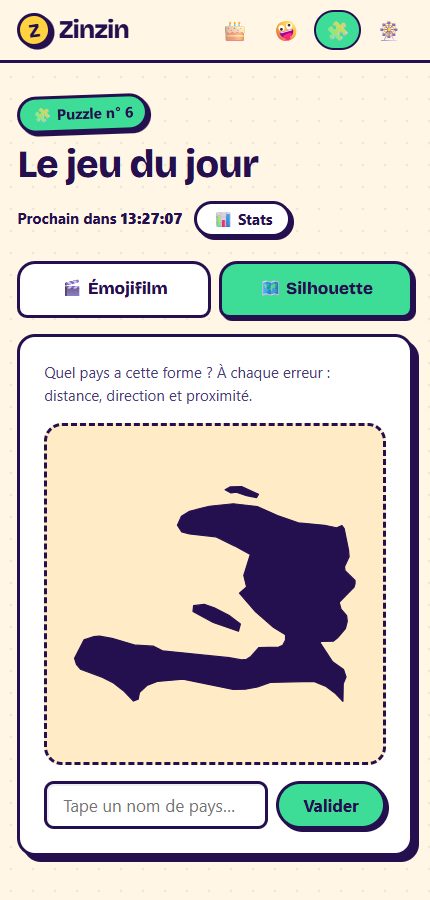 Z Zinzin
Puzzle n° 6
Le jeu du jour
Prochain dans 13:27:07
Stats
Émojifilm
Silhouette
Quel pays a cette forme ? À chaque erreur :
distance, direction et proximité.
Tape un nom de pays...
Valider